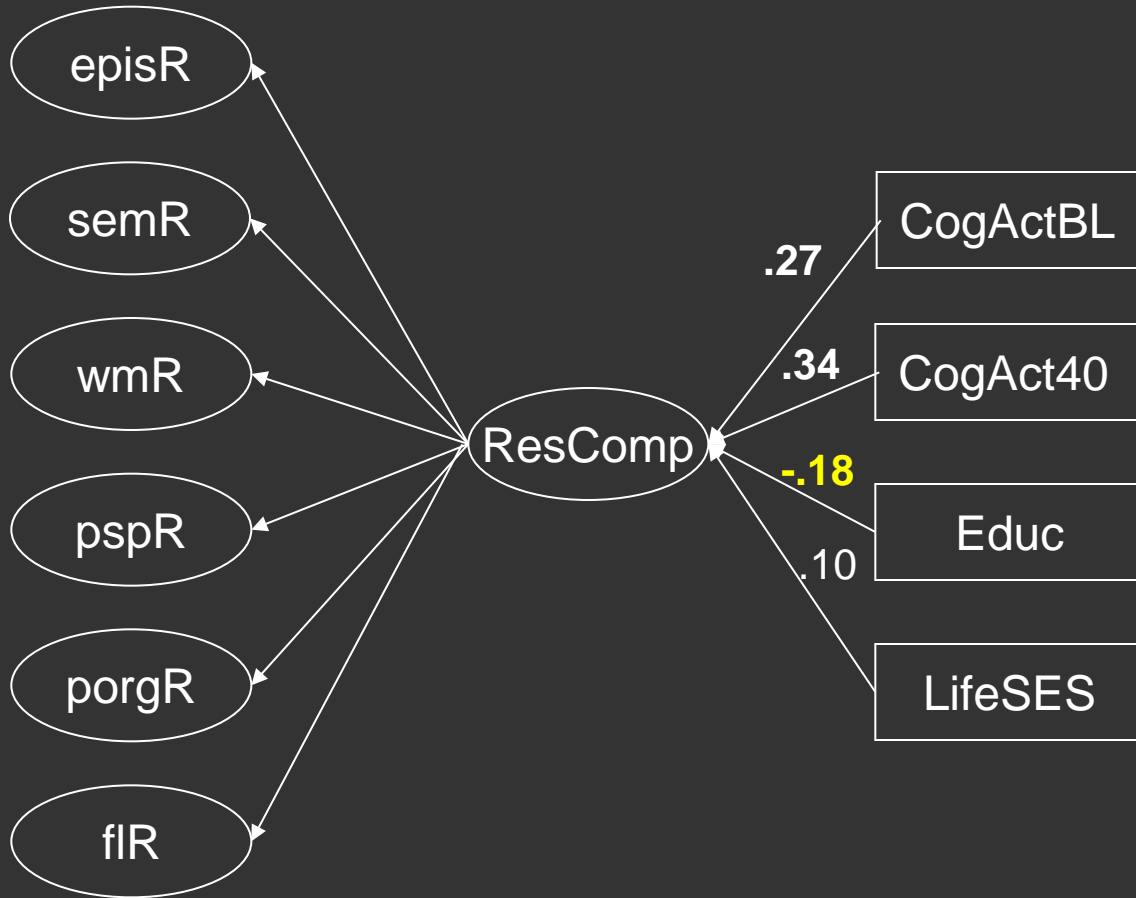 episR
semR
wmR
pspR
porgR
flR
ResComp
.27
.34
-.18
.10
CogActBL
CogAct40
Educ
LifeSES